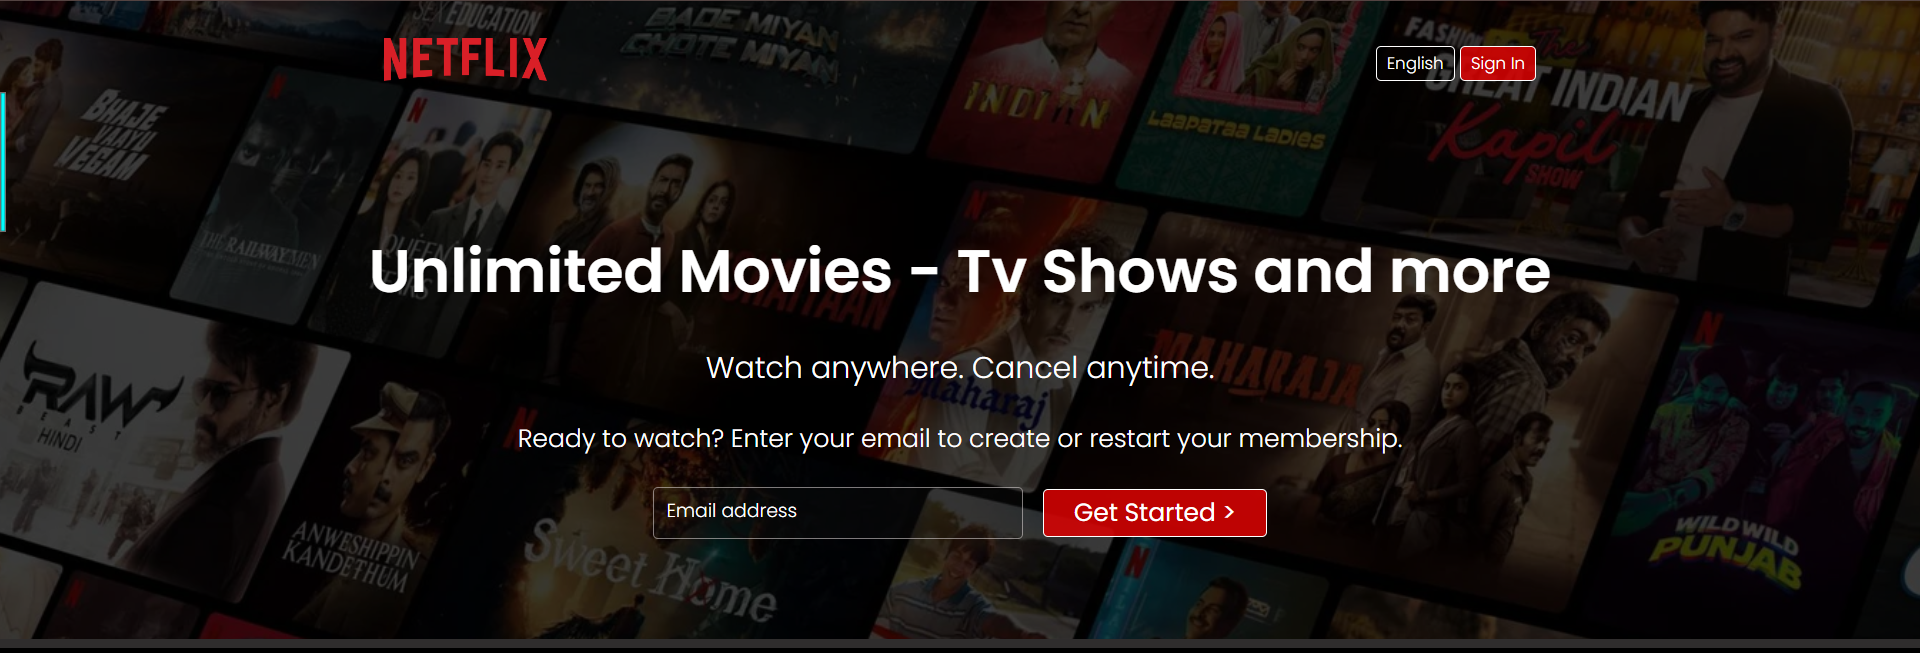 SEX EDUCATION
BADE MIYAN
CHOTE MIYAN
NETFLIX
English
Sign In
INDIAN
LAAPATAA LADIES
The
GREAT INDIAN
Kapil
SHOW
BHAJE
VAAYU
VEGAM
THE RAILWAY MEN
QUEEN
Unlimited Movies - Tv Shows and more
SHAITAAN
Watch anywhere. Cancel anytime.
MAHARAJA
Maharaj
RAW
BEAST
HINDI
Ready to watch? Enter your email to create or restart your membership.
Email address
Get Started >
ANWESHIPPIN
KANDETHUM
Sweet Home
WILD WILD
PUNJAB